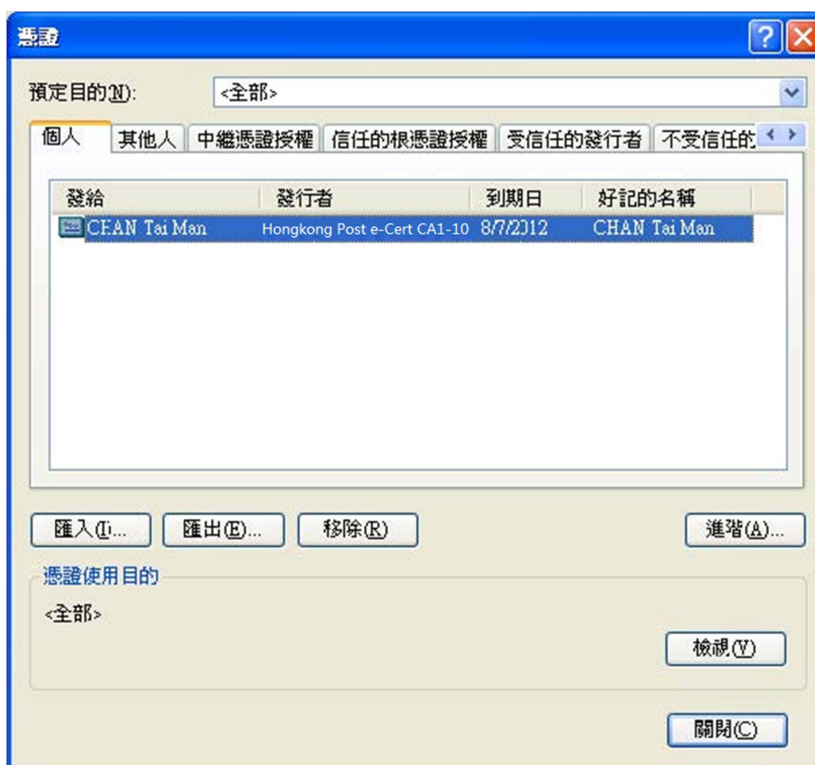 憑證
預定目的(N): <全部>
個人 其他人 中繼憑證授權 信任的根憑證授權 受信任的發行者 不受信任的
發給 發行者 到期日 好記的名稱
CHAN Tai Man Hongkong Post e-Cert CA1-10 8/7/2012 CHAN Tai Man
匯入(I)... 匯出(E)... 移除(R) 進階(A)...
憑證使用目的
<全部>
檢視(V)
關閉(C)